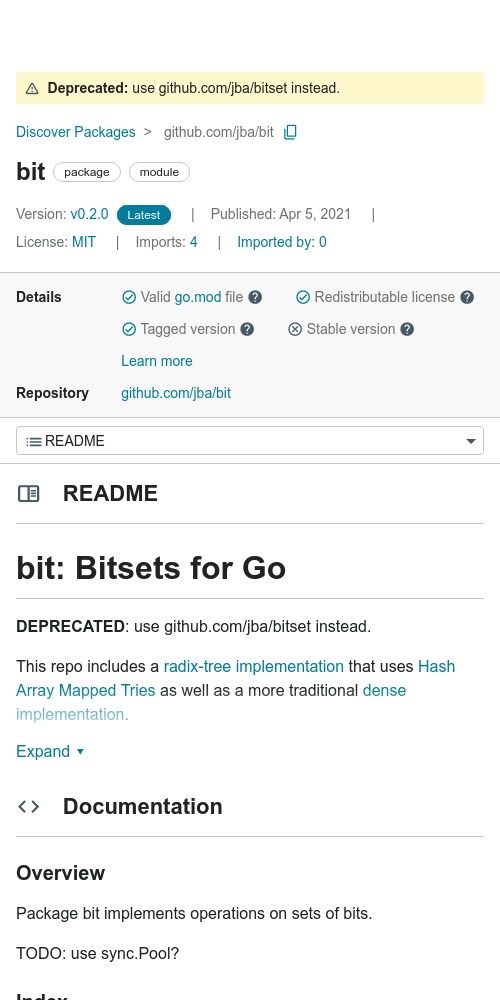 Deprecated: use github.com/jba/bitset instead.
Discover Packages > github.com/jba/bit
bit package module
Version: v0.2.0 Latest | Published: Apr 5, 2021 |
License: MIT | Imports: 4 | Imported by: 0
Details Valid go.mod file Redistributable license
Tagged version Stable version
Learn more
Repository github.com/jba/bit
README
README
bit: Bitsets for Go
DEPRECATED: use github.com/jba/bitset instead.
This repo includes a radix-tree implementation that uses Hash
Array Mapped Tries as well as a more traditional dense
implementation.
Expand
Documentation
Overview
Package bit implements operations on sets of bits.
TODO: use sync.Pool?
Index